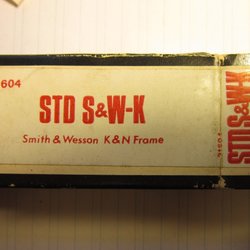 604
STD S&W-K
Smith & Wesson K & N Frame
STD S&W-K